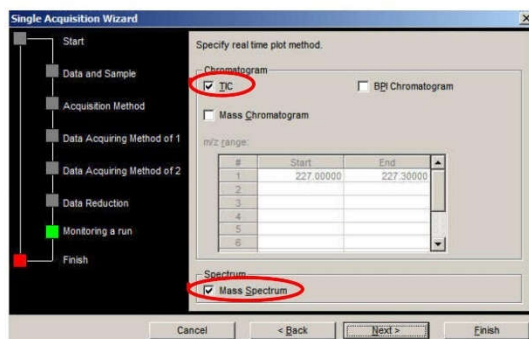 Single Acquisition Wizard
Start
Data and Sample
Acquisition Method
Data Acquiring Method of 1
Data Acquiring Method of 2
Data Reduction
Monitoring a run
Finish
Specify real time plot method.
Chromatogram
TIC
BPI Chromatogram
Mass Chromatogram
m/z range:
# Start End
1 227.00000 227.30000
2
3
4
5
6
Spectrum
Mass Spectrum
Cancel < Back Next > Finish